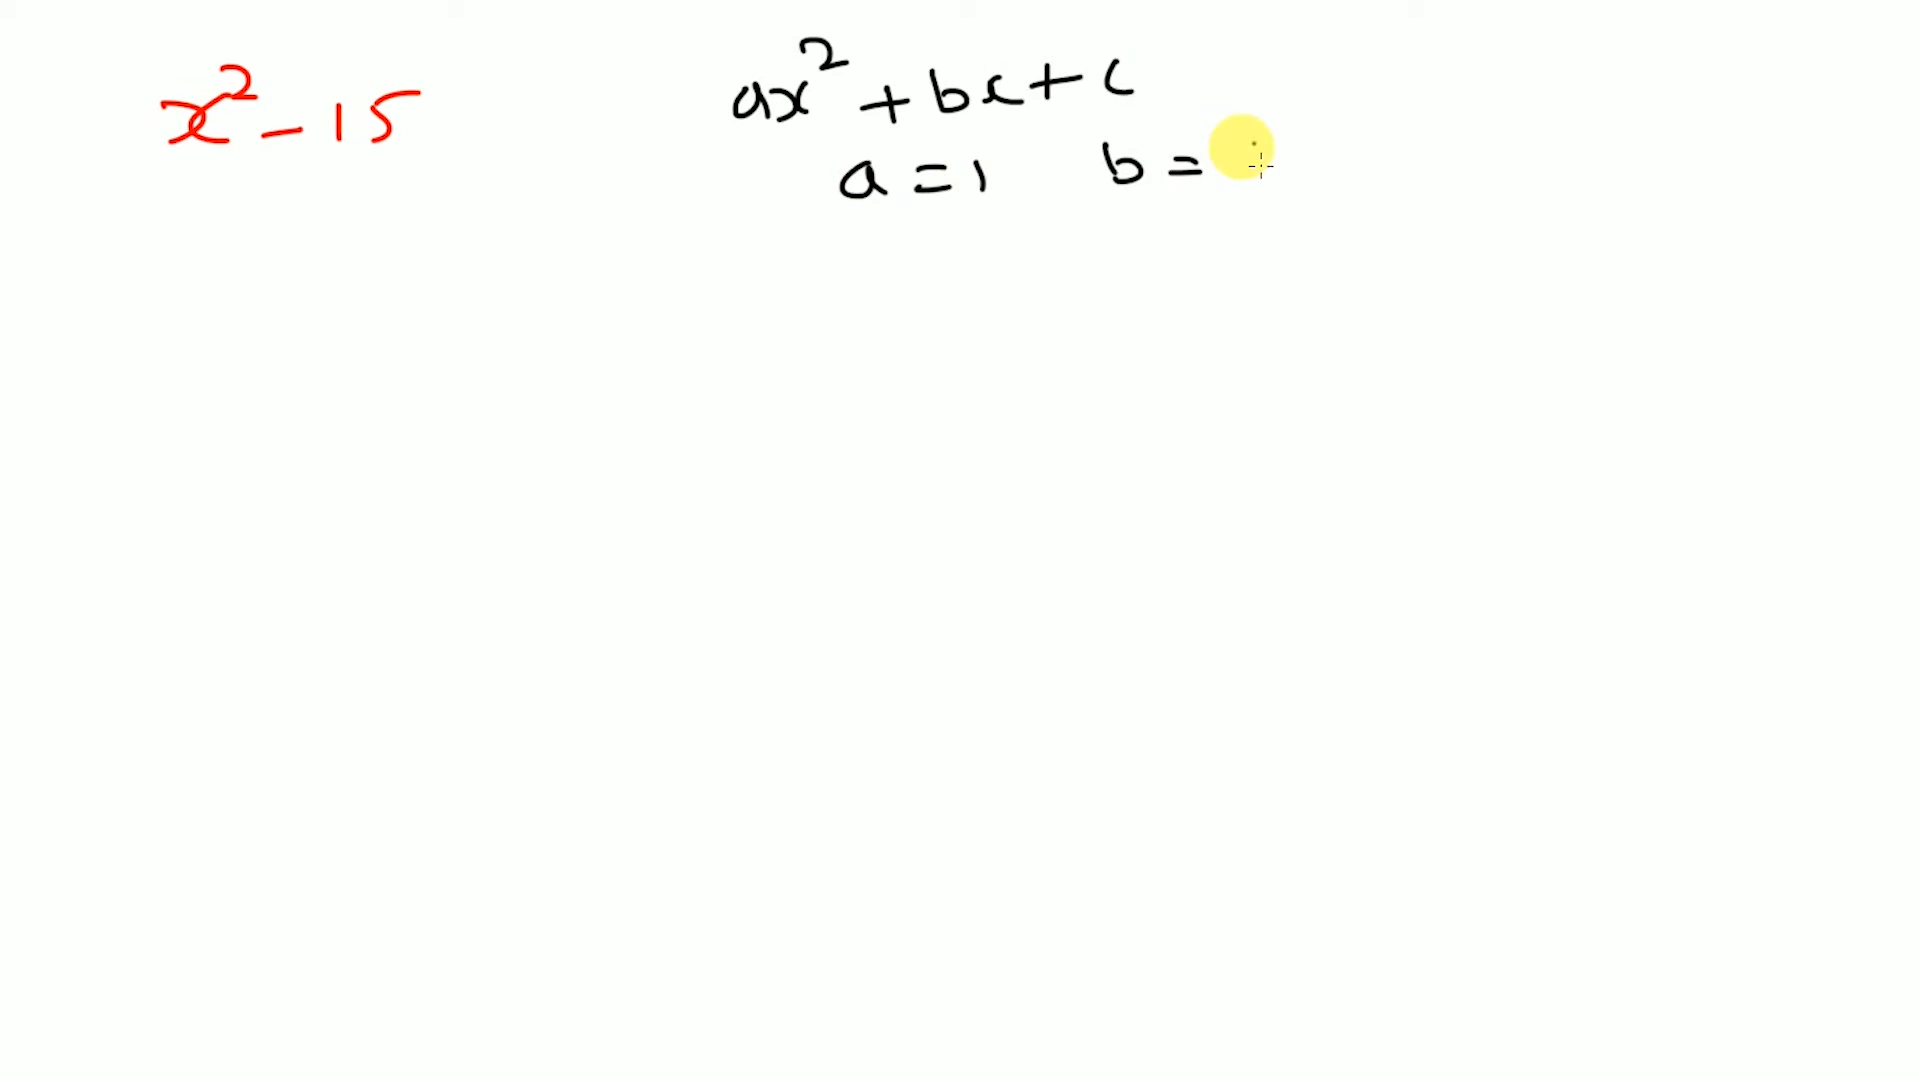 x² - 15
ax² + bx + c
a = 1 b =